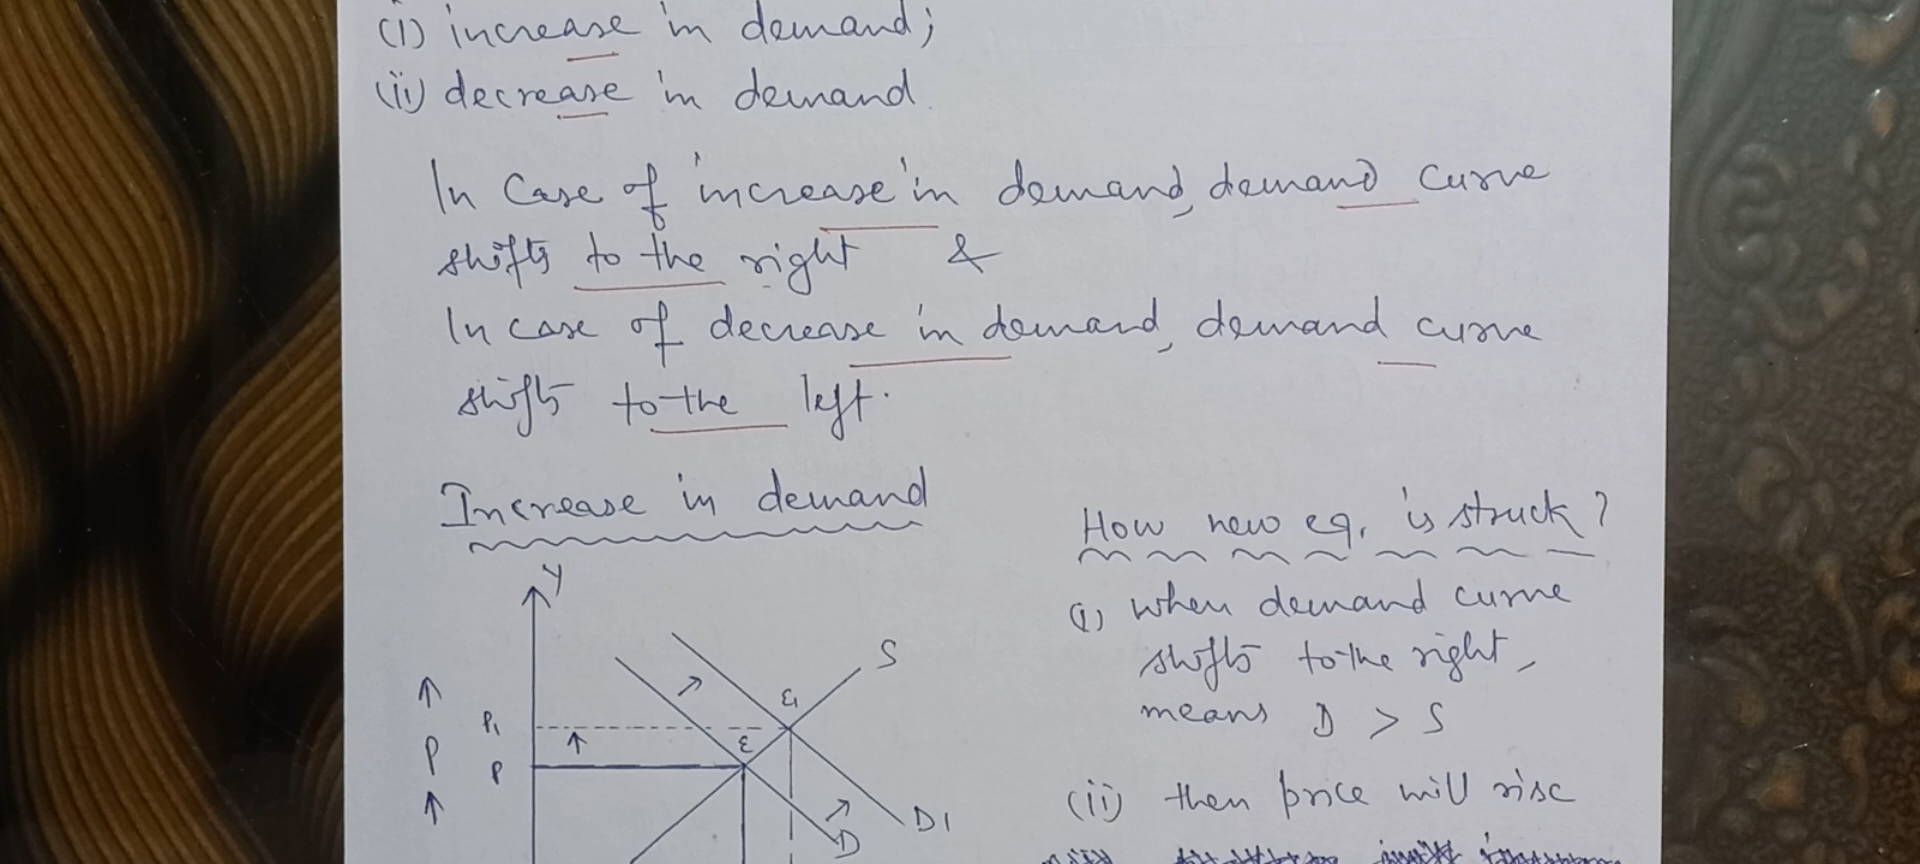 (i) increase in demand;
(ii) decrease in demand.
In case of increase in demand, demand curve
shifts to the right &
In case of decrease in demand, demand curve
shifts to the left.
Increase in demand
Y
S
E1
↑
P1
↑
E
P
P
↑
D1
D
How new eq. is struck?
(i) when demand curve
shifts to the right,
means D > S
(ii) then price will rise